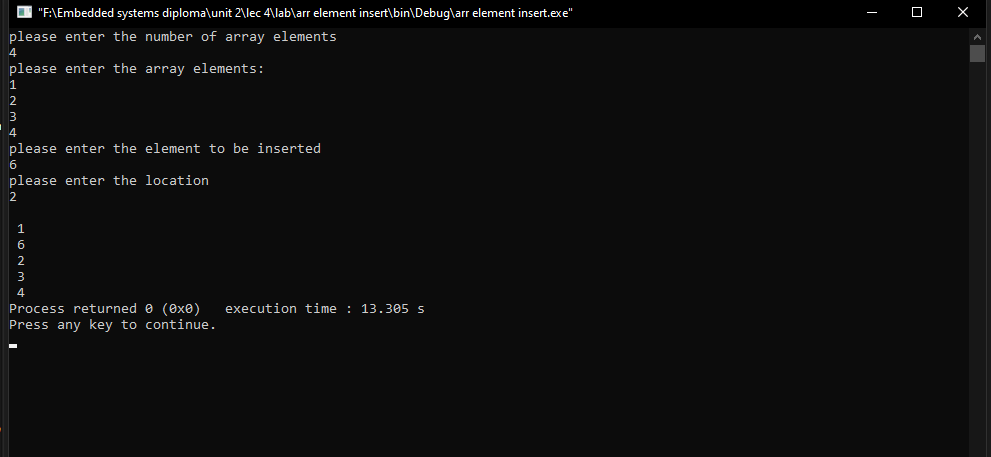 "F:\Embedded systems diploma\unit 2\lec 4\lab\arr element insert\bin\Debug\arr element insert.exe"
please enter the number of array elements
4
please enter the array elements:
1
2
3
4
please enter the element to be inserted
6
please enter the location
2
1
6
2
3
4
Process returned 0 (0x0)   execution time : 13.305 s
Press any key to continue.